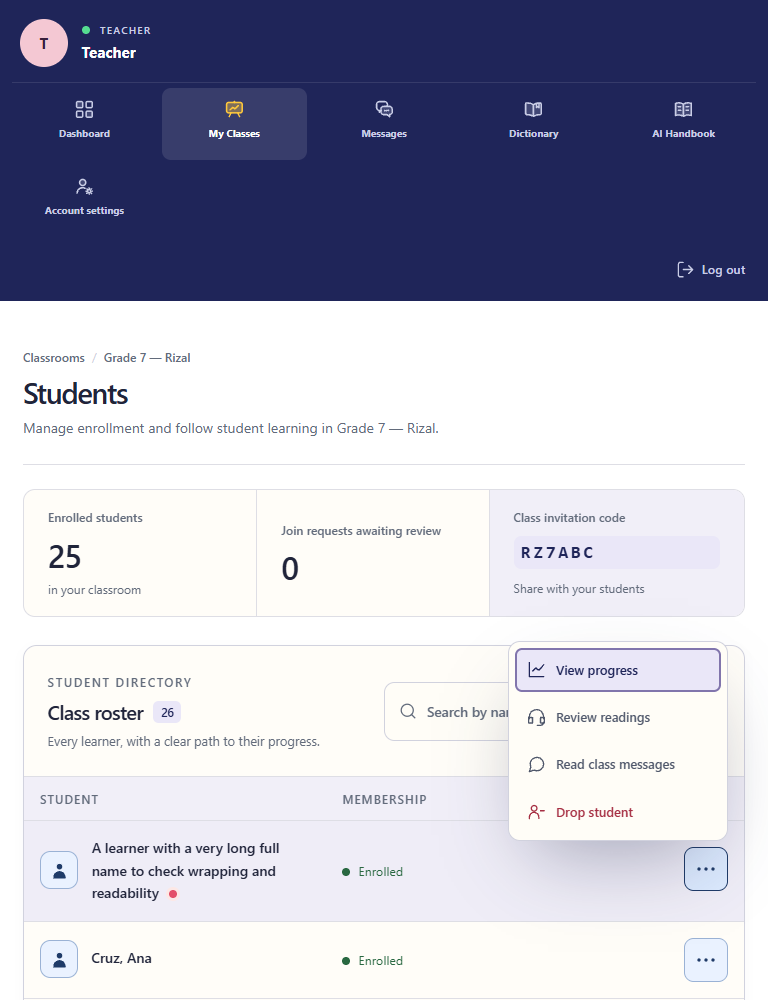 T
TEACHER
Teacher
Dashboard
My Classes
Messages
Dictionary
AI Handbook
Account settings
Log out
Classrooms / Grade 7 — Rizal
Students
Manage enrollment and follow student learning in Grade 7 — Rizal.
Enrolled students
25
in your classroom
Join requests awaiting review
0
Class invitation code
RZ7ABC
Share with your students
STUDENT DIRECTORY
Class roster 26
Every learner, with a clear path to their progress.
Search by
View progress
Review readings
Read class messages
Drop student
STUDENT
MEMBERSHIP
A learner with a very long full
name to check wrapping and
readability
Enrolled
Cruz, Ana
Enrolled